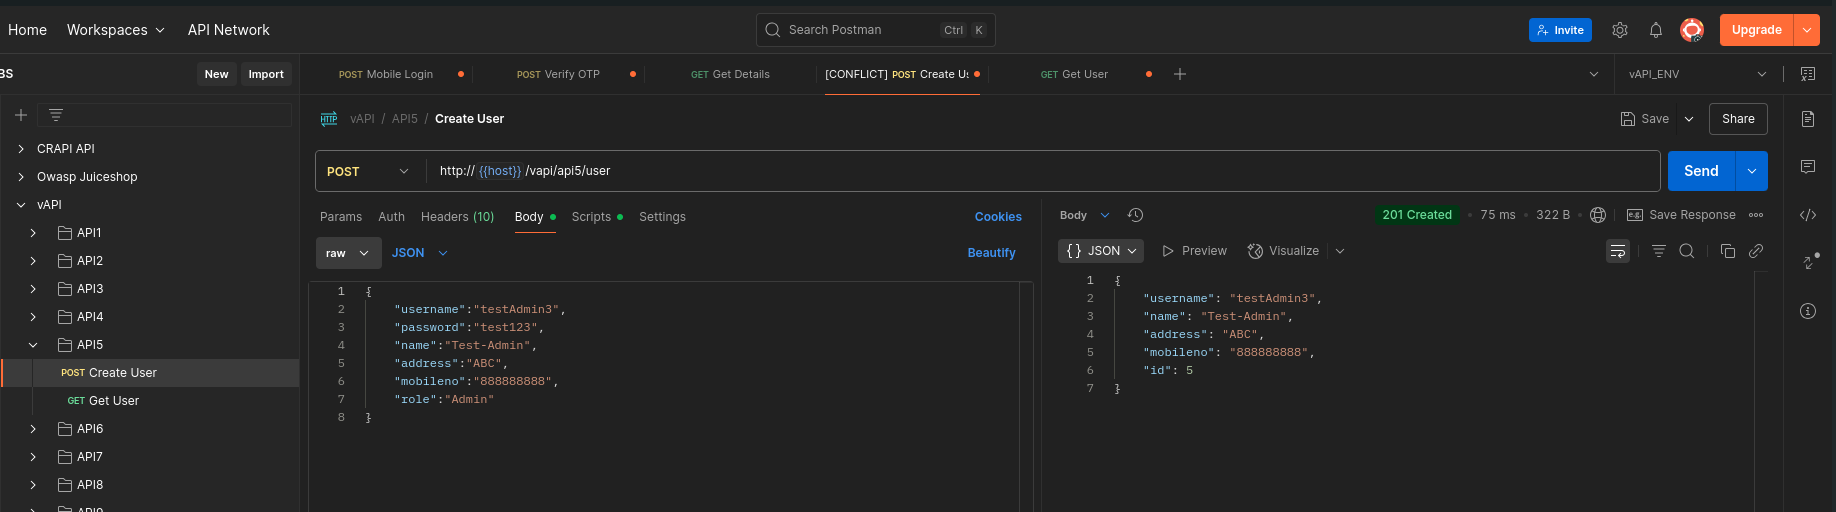 Home Workspaces API Network Search Postman Ctrl K Invite Upgrade
BS New Import POST Mobile Login POST Verify OTP GET Get Details [CONFLICT] POST Create Us GET Get User vAPI_ENV
HTTP vAPI / API5 / Create User Save Share
CRAPI API
Owasp Juiceshop
vAPI
API1
API2
API3
API4
API5
POST Create User
GET Get User
API6
API7
API8
API9
POST http://{{host}}/vapi/api5/user Send
Params Auth Headers (10) Body Scripts Settings Cookies
raw JSON Beautify
1 {
2 "username":"testAdmin3",
3 "password":"test123",
4 "name":"Test-Admin",
5 "address":"ABC",
6 "mobileno":"888888888",
7 "role":"Admin"
8 }
Body 201 Created 75 ms 322 B e.g. Save Response
{} JSON Preview Visualize
1 {
2 "username": "testAdmin3",
3 "name": "Test-Admin",
4 "address": "ABC",
5 "mobileno": "888888888",
6 "id": 5
7 }